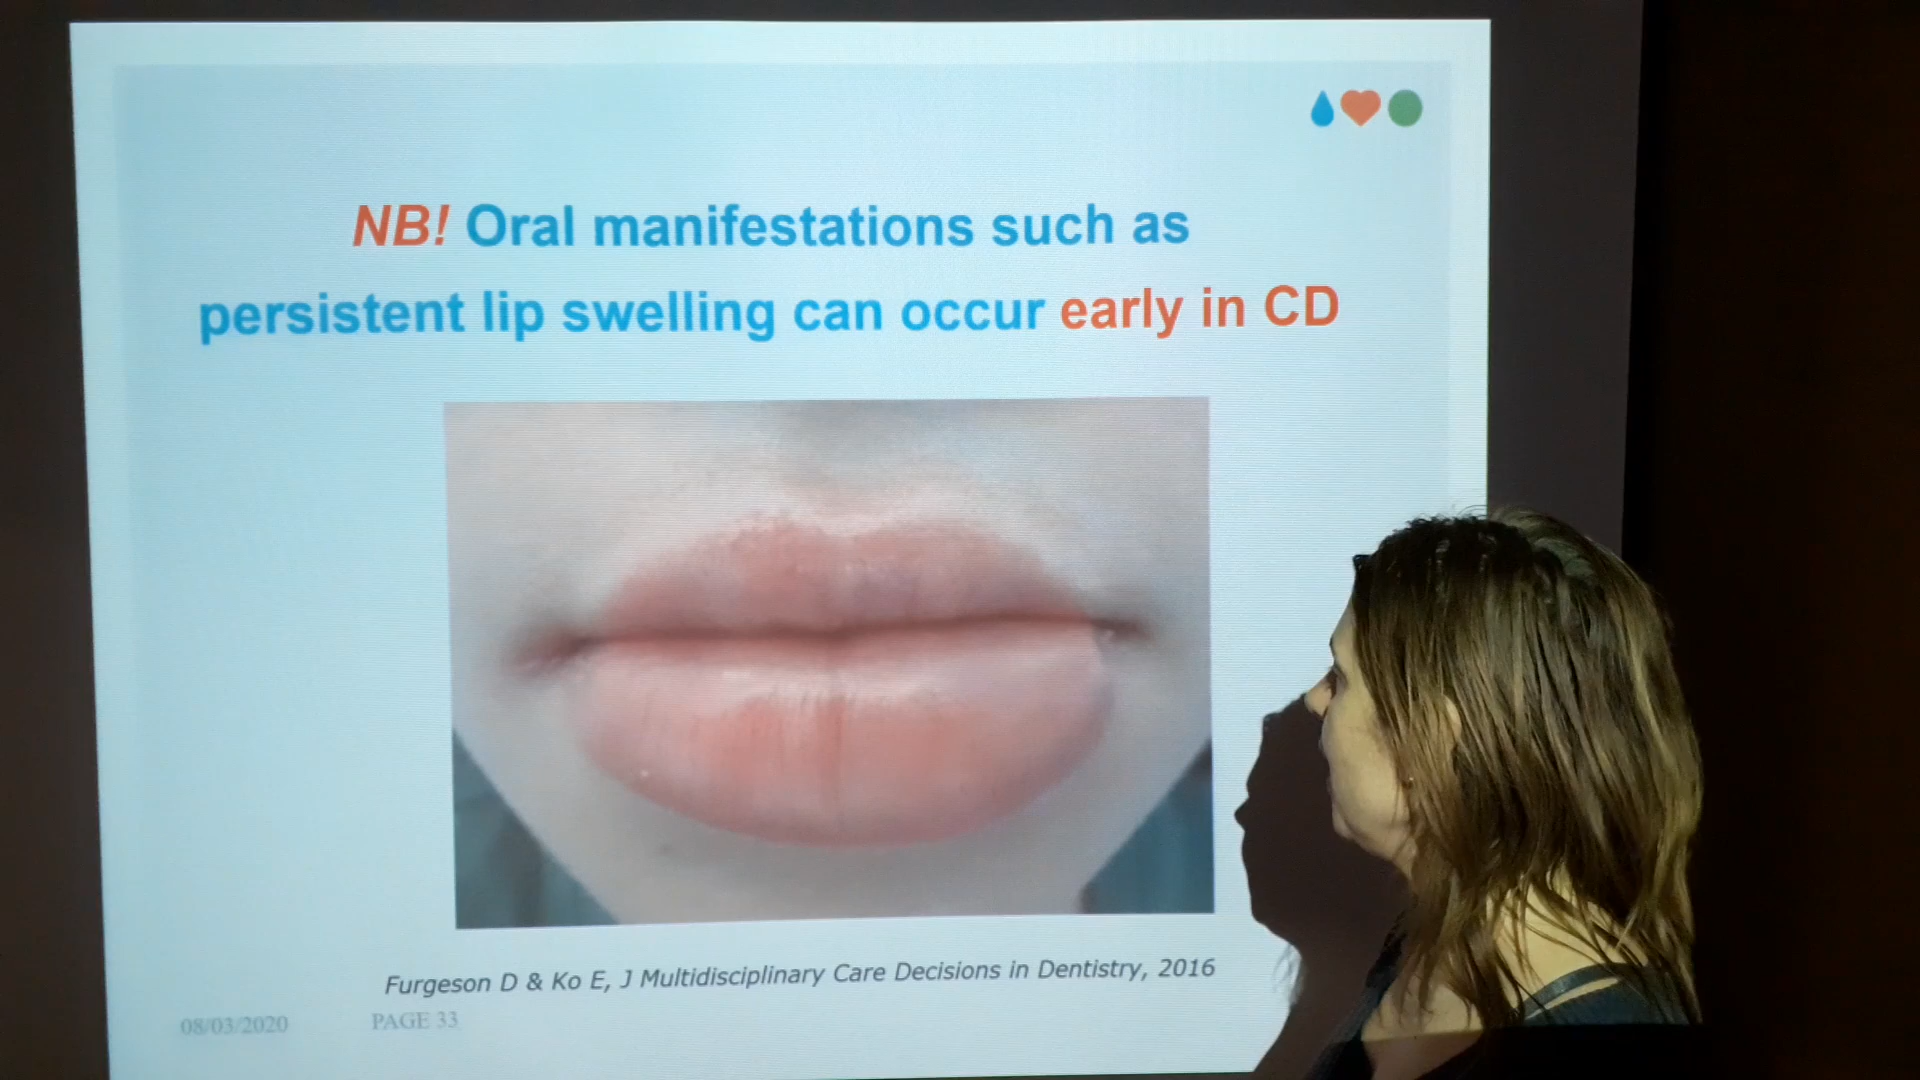 NB! Oral manifestations such as
persistent lip swelling can occur early in CD
Furgeson D & Ko E, J Multidisciplinary Care Decisions in Dentistry, 2016
08/03/2020 PAGE 33